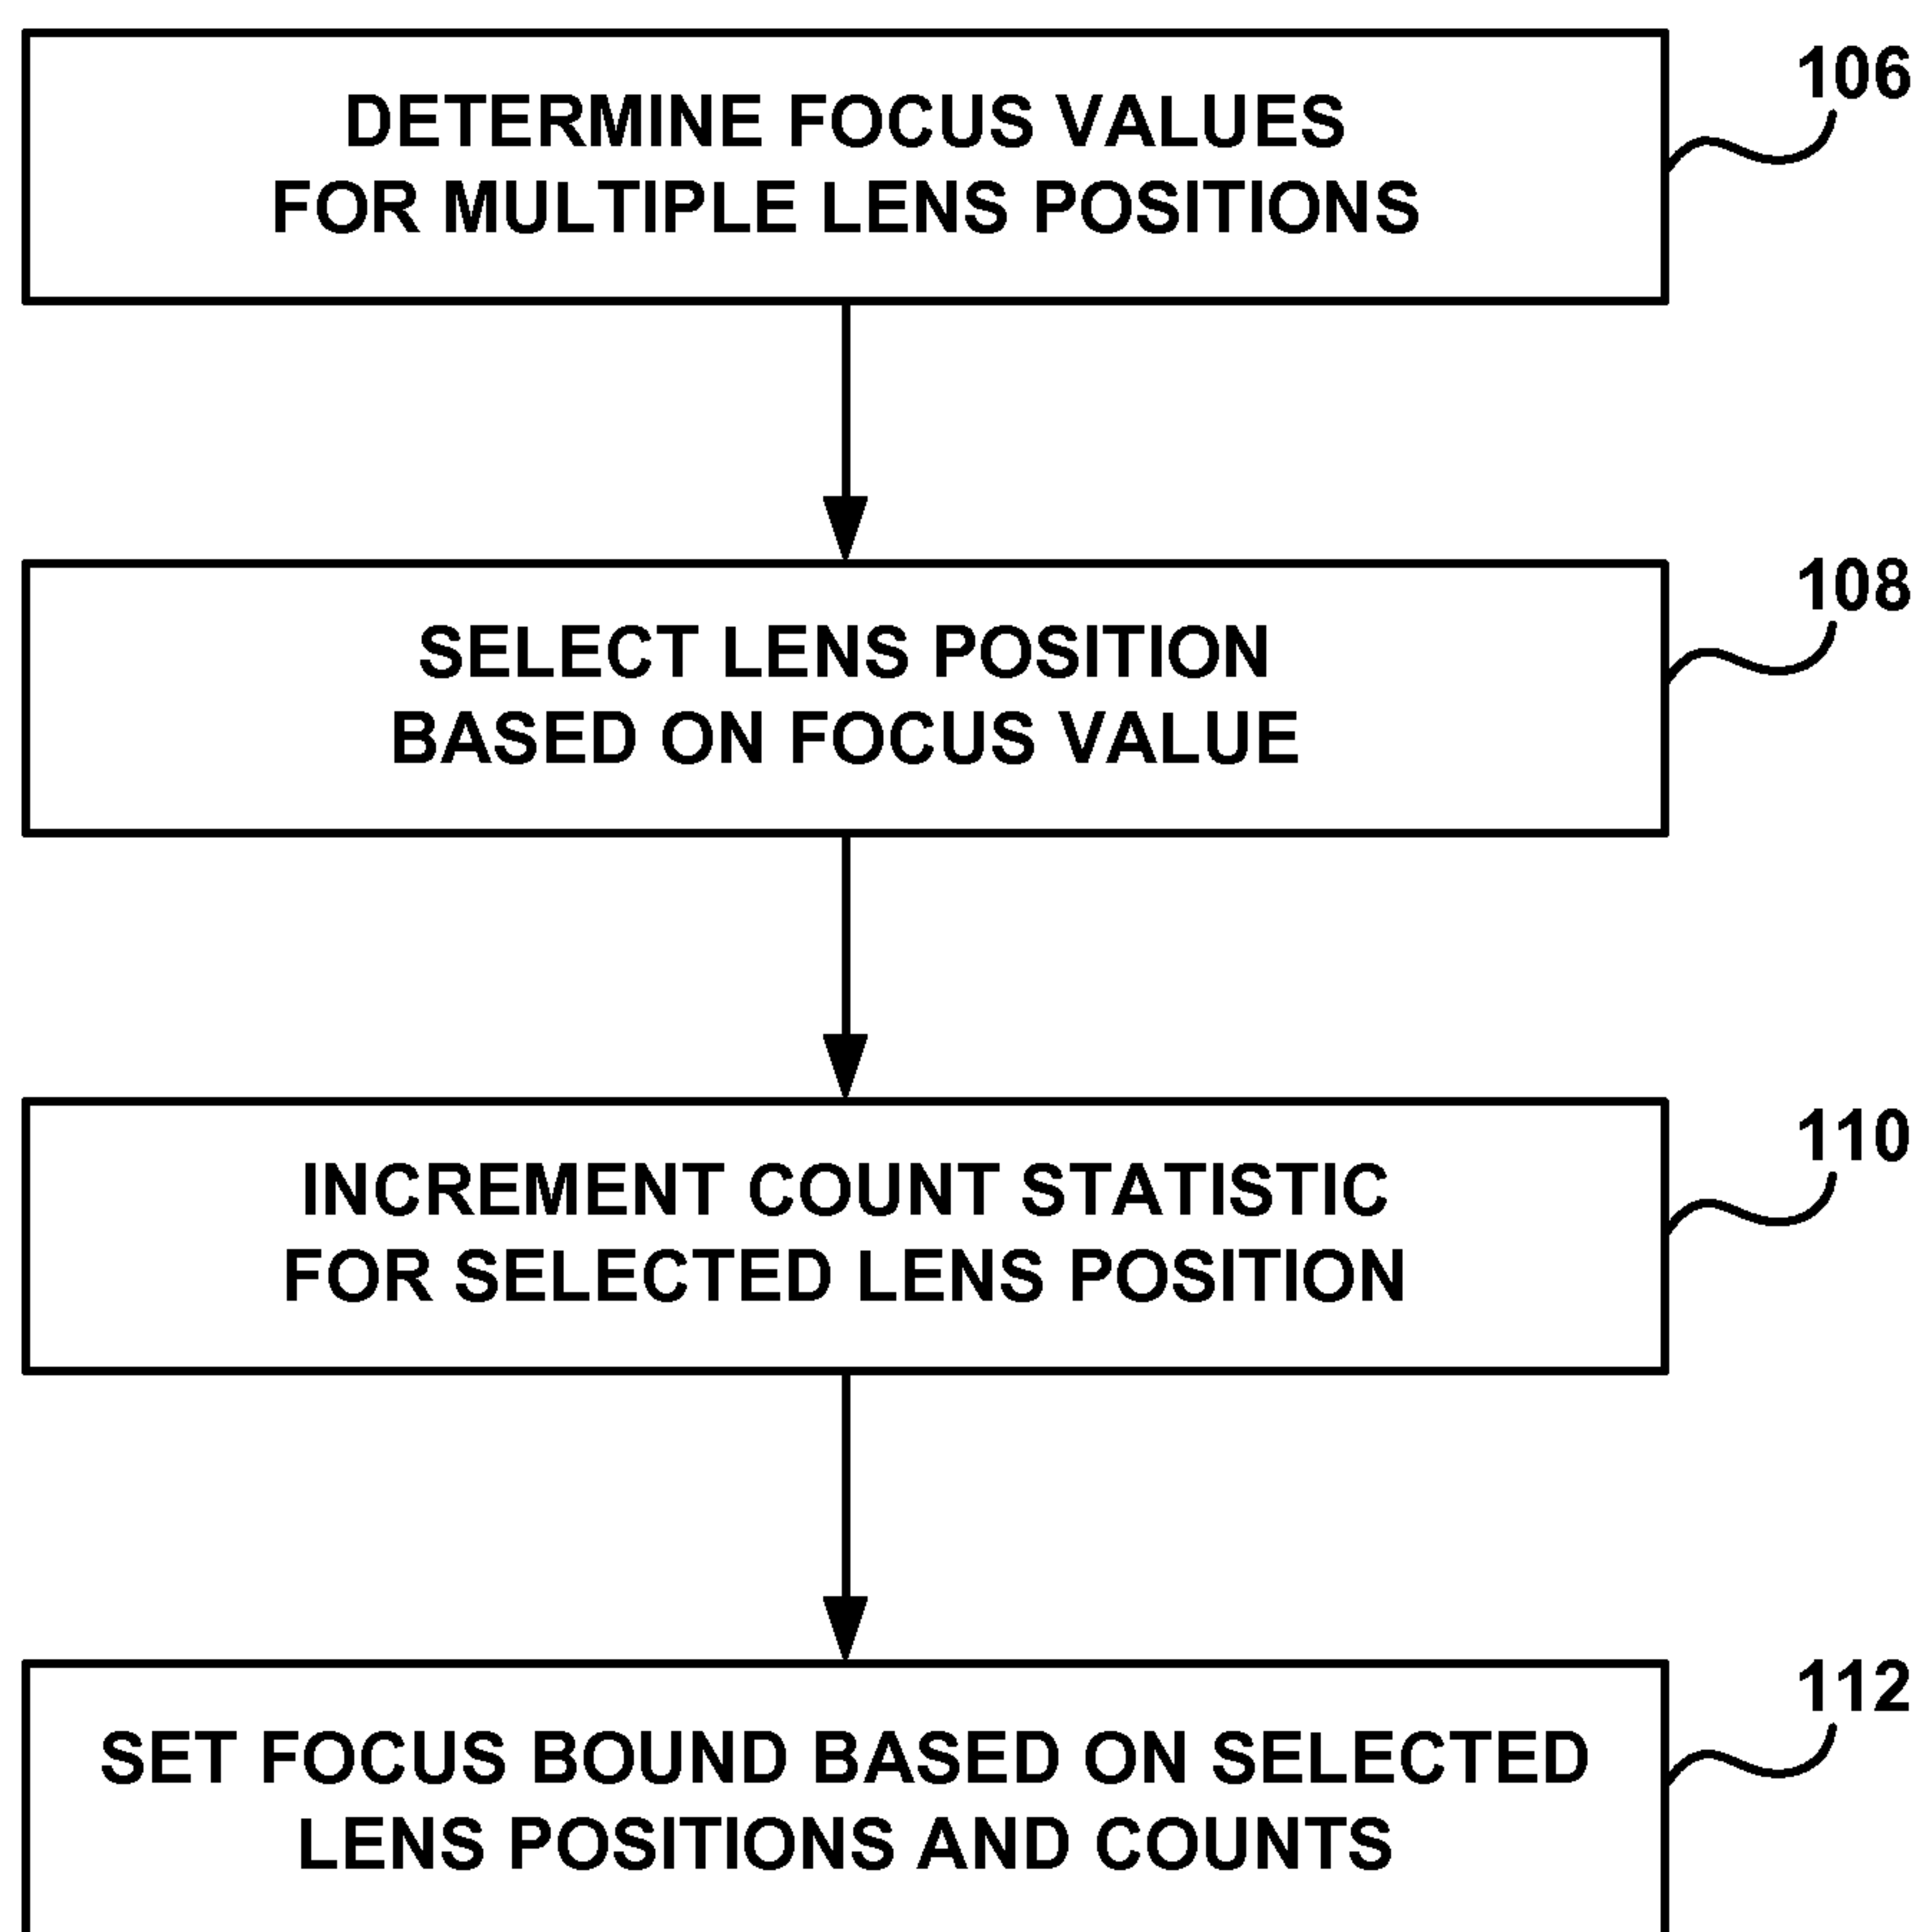 DETERMINE FOCUS VALUES
FOR MULTIPLE LENS POSITIONS
106
SELECT LENS POSITION
BASED ON FOCUS VALUE
108
INCREMENT COUNT STATISTIC
FOR SELECTED LENS POSITION
110
SET FOCUS BOUND BASED ON SELECTED
LENS POSITIONS AND COUNTS
112